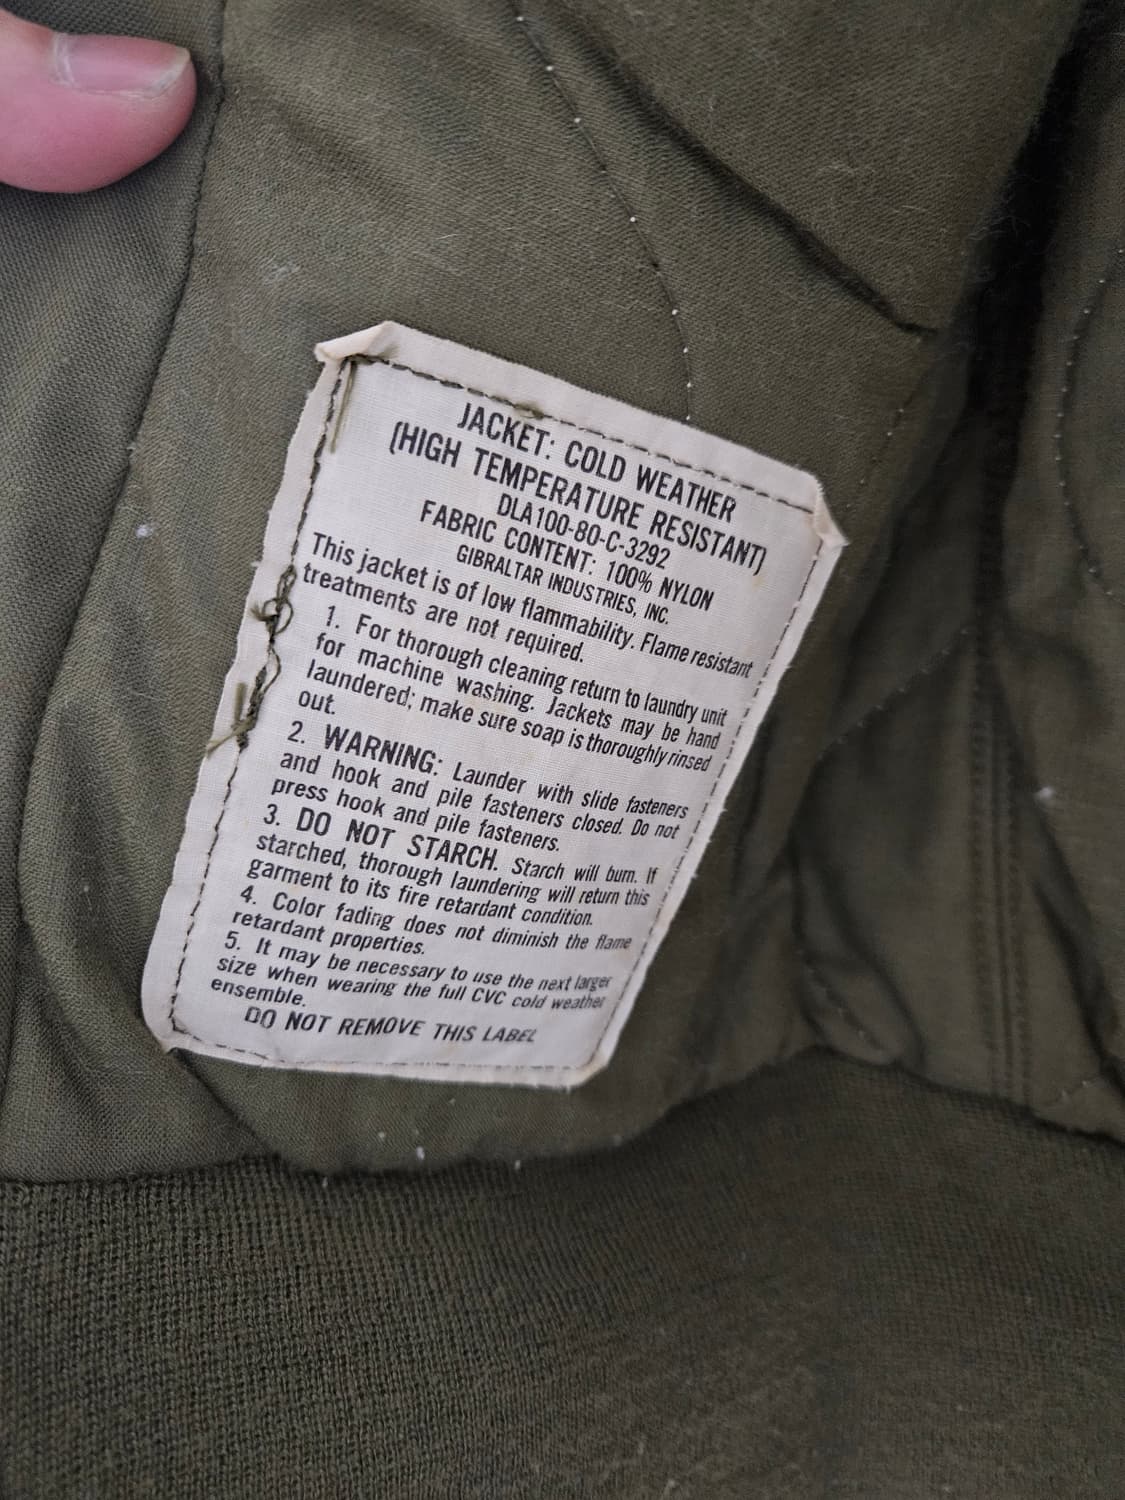 JACKET: COLD WEATHER
(HIGH TEMPERATURE RESISTANT)
DLA100-80-C-3292
FABRIC CONTENT: 100% NYLON
GIBRALTAR INDUSTRIES, INC.
This jacket is of low flammability. Flame resistant
treatments are not required.
1. For thorough cleaning return to laundry unit
for machine washing. Jackets may be hand
laundered; make sure soap is thoroughly rinsed
out.
2. WARNING: Launder with slide fasteners
and hook and pile fasteners closed. Do not
press hook and pile fasteners.
3. DO NOT STARCH. Starch will burn. If
starched, thorough laundering will return this
garment to its fire retardant condition.
4. Color fading does not diminish the flame
retardant properties.
5. It may be necessary to use the next larger
size when wearing the full CVC cold weather
ensemble.
DO NOT REMOVE THIS LABEL